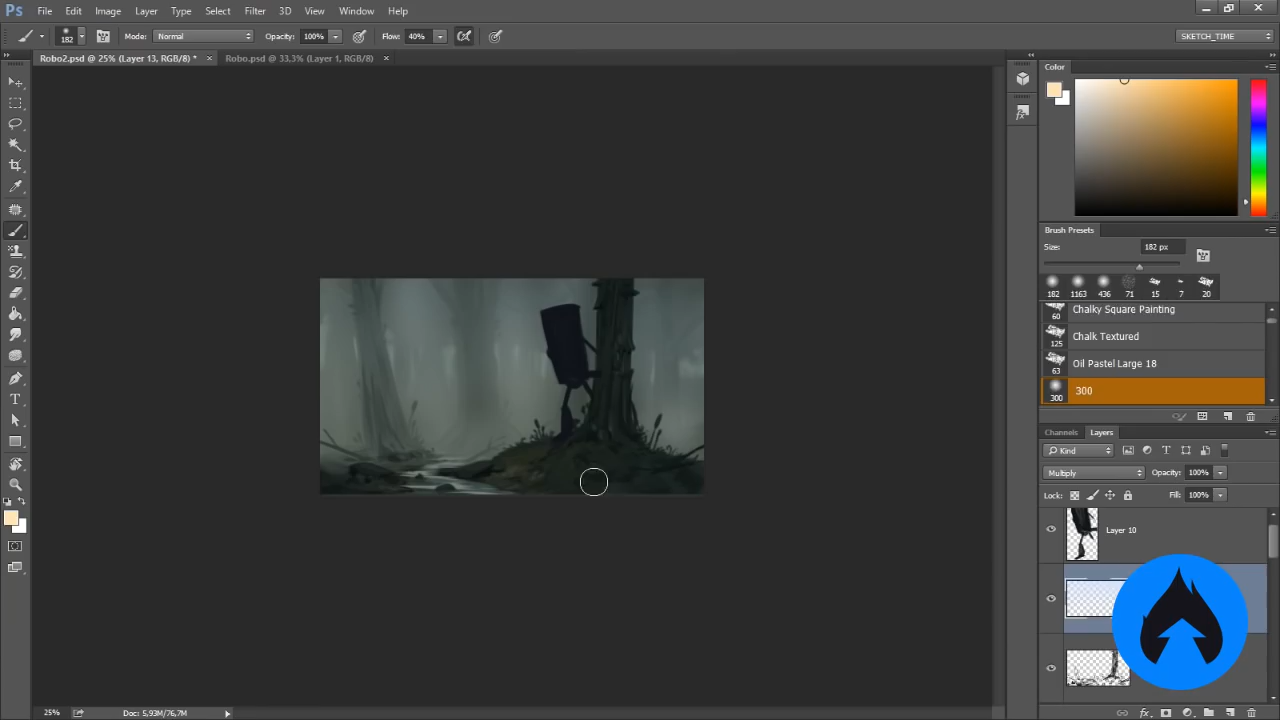 Ps File Edit Image Layer Type Select Filter 3D View Window Help
182 Mode: Normal Opacity: 100% Flow: 40% SKETCH_TIME
Robo2.psd @ 25% (Layer 13, RGB/8) * Robo.psd @ 33,3% (Layer 1, RGB/8)
Color
Brush Presets
Size: 182 px
182 1163 436 71 15 7 20
60 Chalky Square Painting
125 Chalk Textured
63 Oil Pastel Large 18
300 300
Channels Layers
Kind
Multiply Opacity: 100%
Lock: Fill: 100%
Layer 10
fx
25% Doc: 5,93M/76,7M